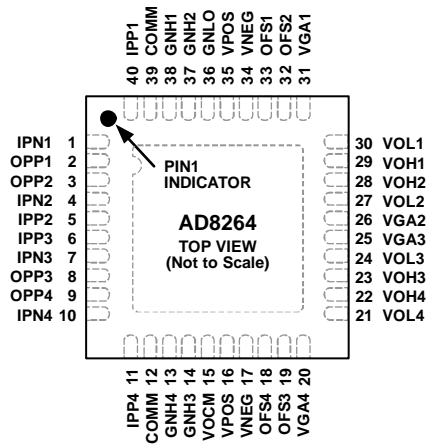 40 IPP1
39 COMM
38 GNH1
37 GNH2
36 GNLO
35 VPOS
34 VNEG
33 OFS1
32 OFS2
31 VGA1
IPN1 1
OPP1 2
OPP2 3
IPN2 4
IPP2 5
IPP3 6
IPN3 7
OPP3 8
OPP4 9
IPN4 10
PIN1
INDICATOR
AD8264
TOP VIEW
(Not to Scale)
30 VOL1
29 VOH1
28 VOH2
27 VOL2
26 VGA2
25 VGA3
24 VOL3
23 VOH3
22 VOH4
21 VOL4
IPP4 11
COMM 12
GNH4 13
GNH3 14
VOCM 15
VPOS 16
VNEG 17
OFS4 18
OFS3 19
VGA4 20